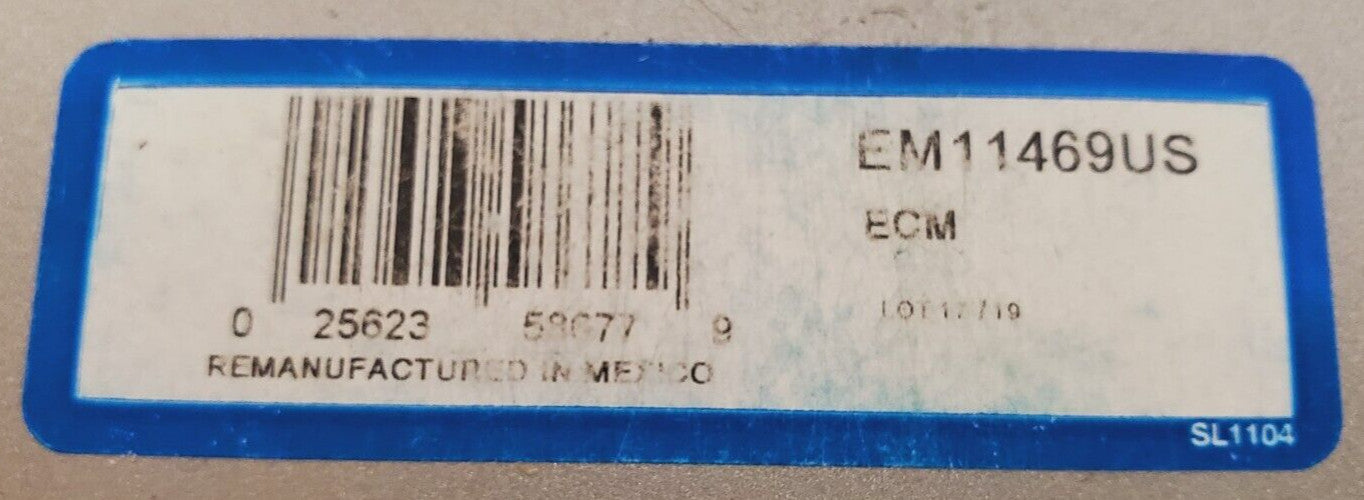 EM11469US
ECM
0 25623 58677 9
REMANUFACTURED IN MEXICO
SL1104